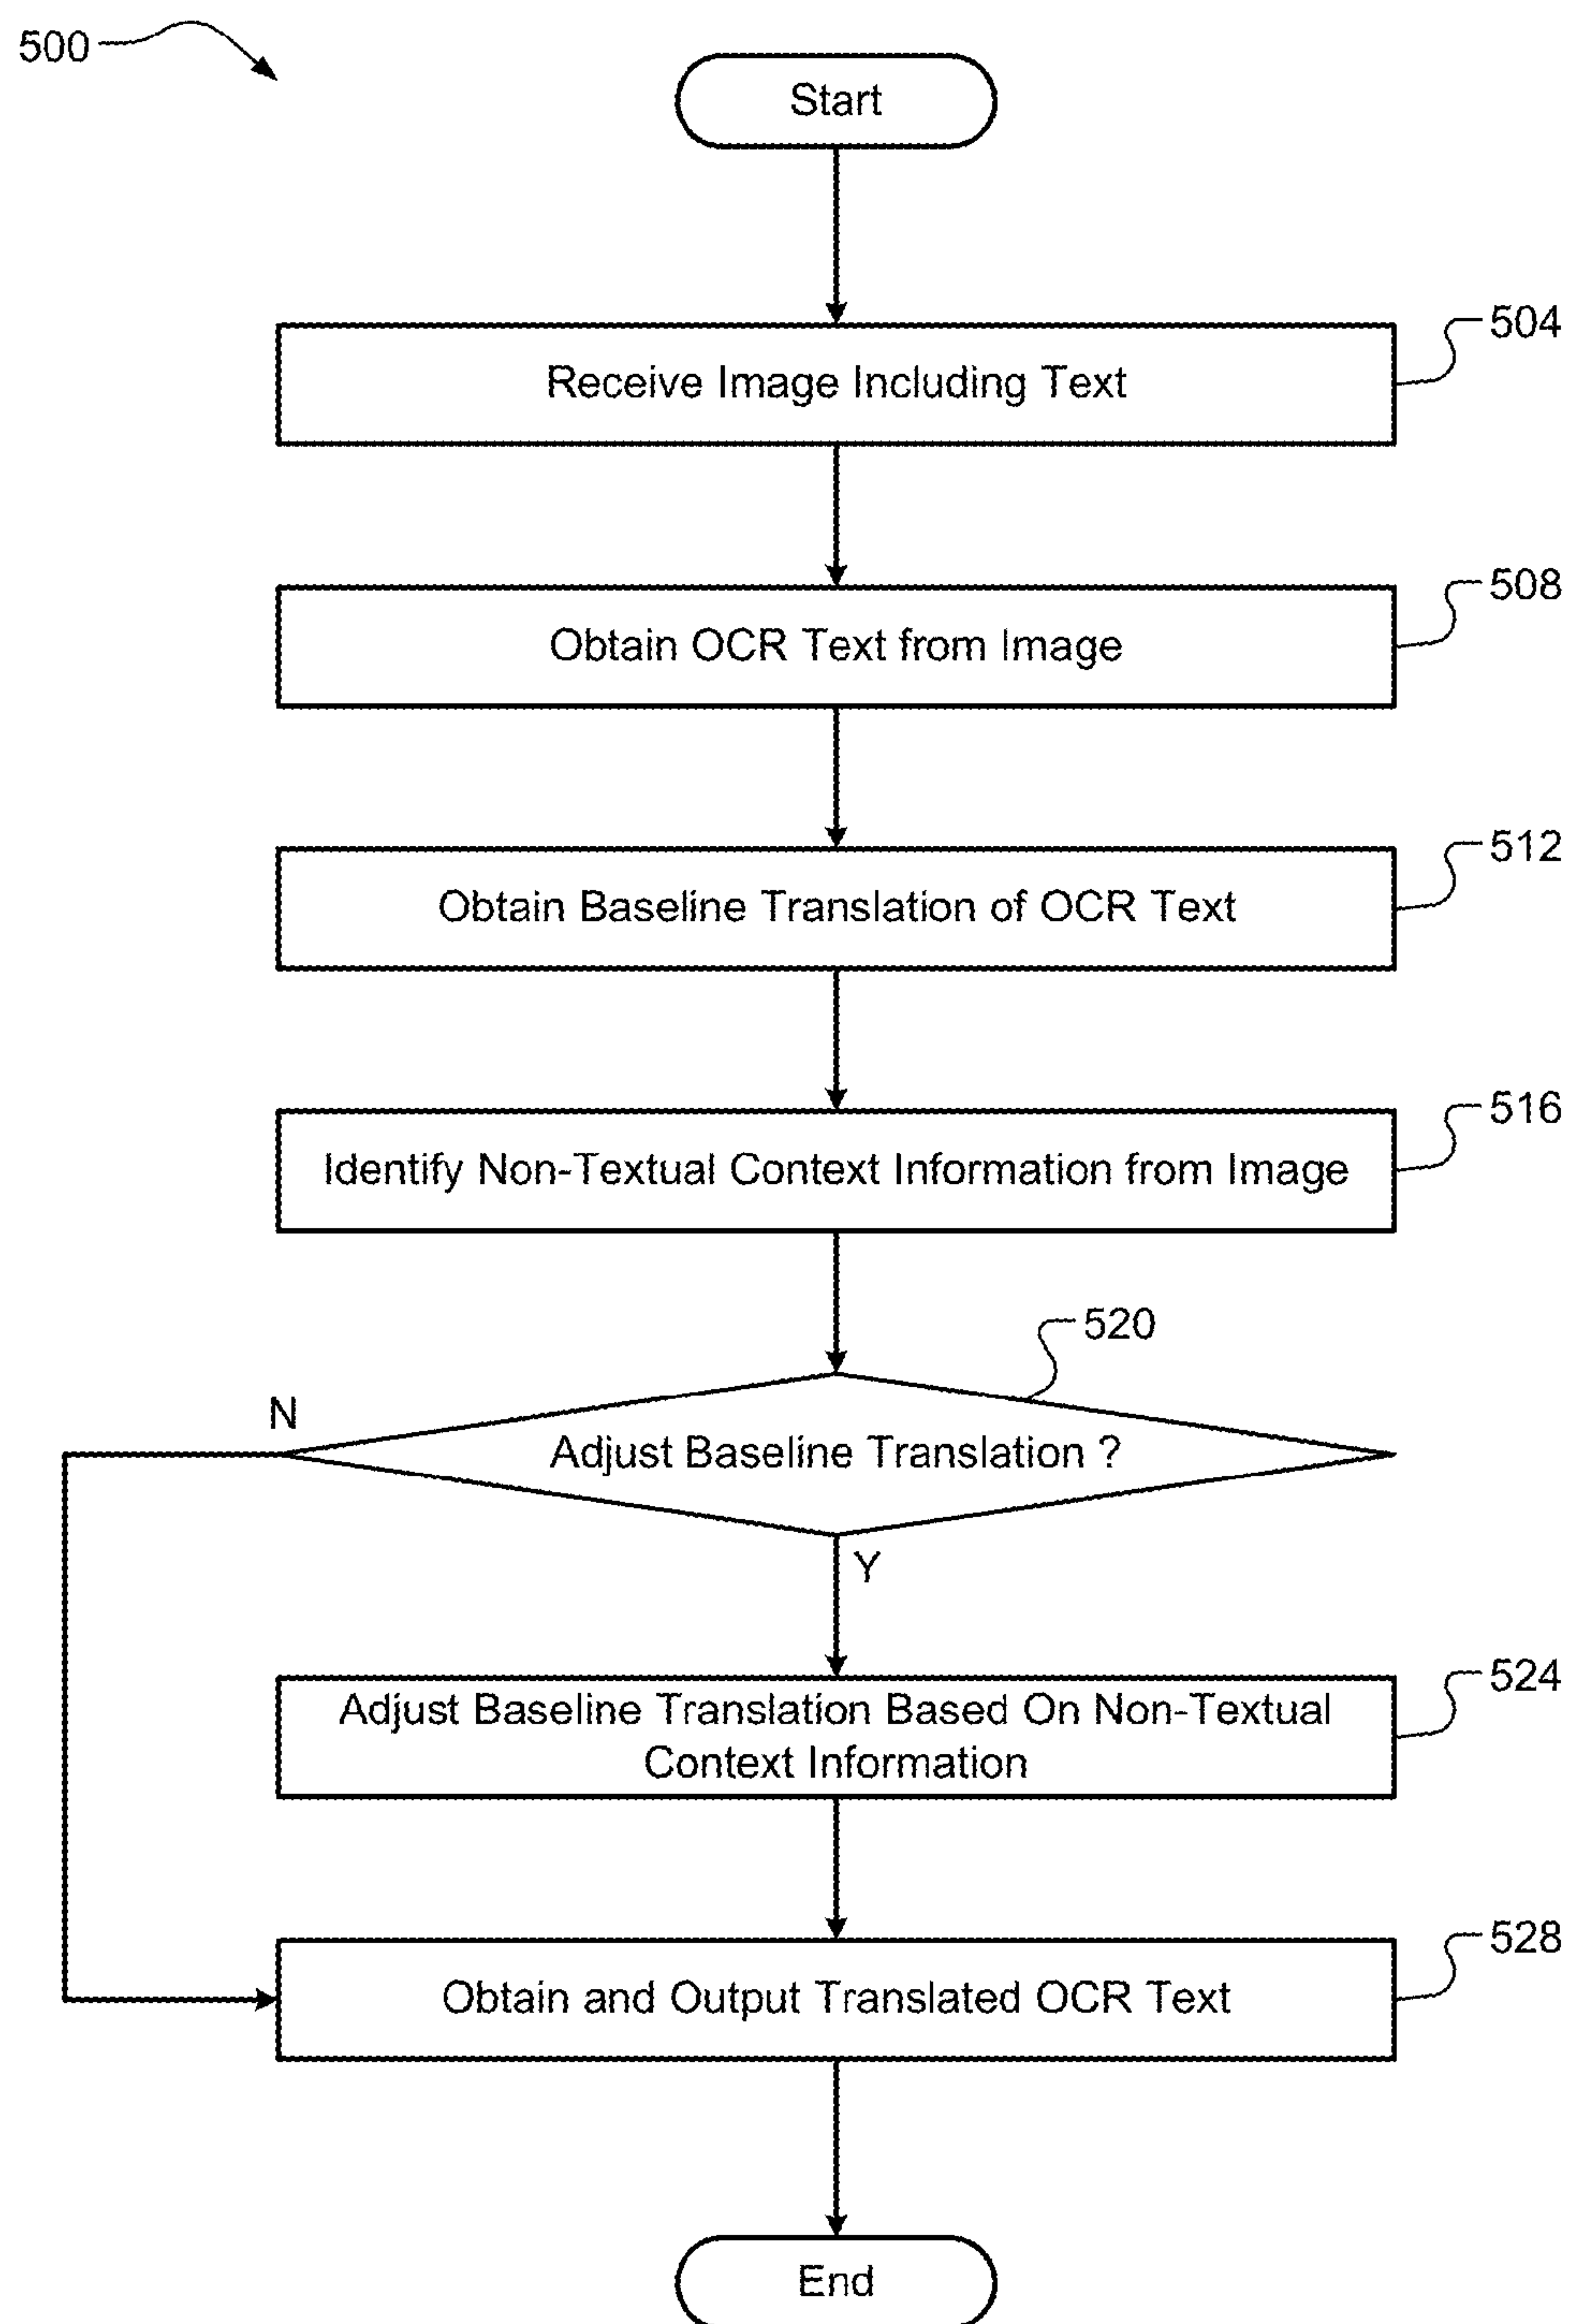 500
Start
504
Receive Image Including Text
508
Obtain OCR Text from Image
512
Obtain Baseline Translation of OCR Text
516
Identify Non-Textual Context Information from Image
520
N
Adjust Baseline Translation ?
Y
524
Adjust Baseline Translation Based On Non-Textual
Context Information
528
Obtain and Output Translated OCR Text
End